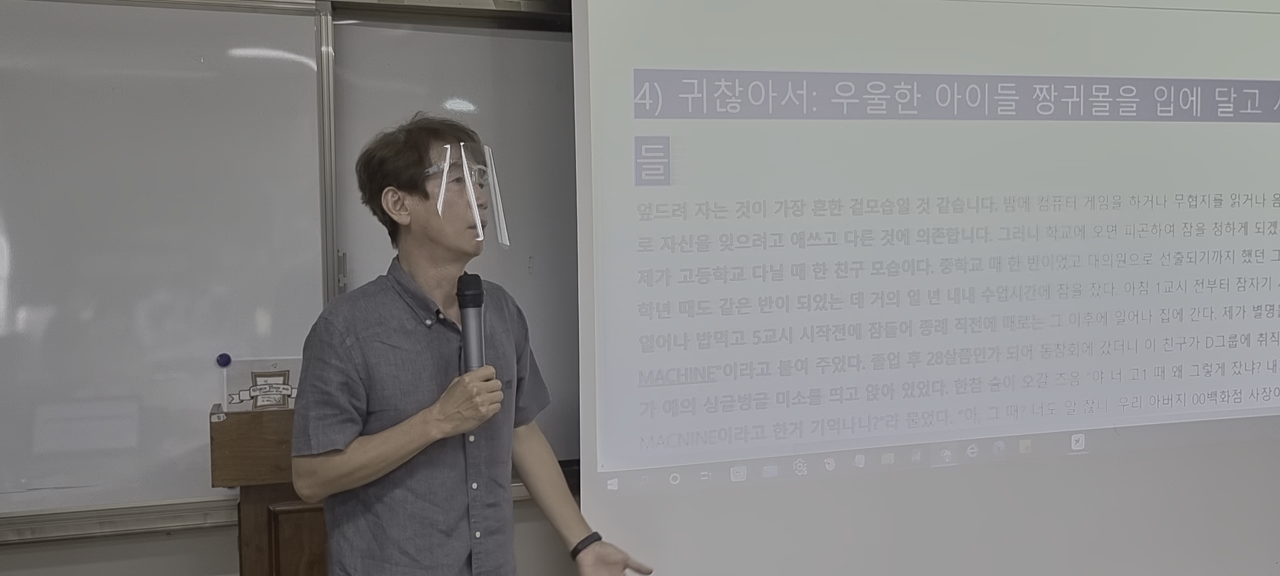 4) 귀찮아서: 우울한 아이들 짱귀몰을 입에 달고
들
엎드려 자는 것이 가장 흔한 겉모습일 것 같습니다. 밤에 컴퓨터 게임을 하거나 무협지를 읽거나
로 자신을 잊으려고 애쓰고 다른 것에 의존합니다. 그러나 학교에 오면 피곤하여 잠을 청하게 되겠
제가 고등학교 다닐 때 한 친구 모습이다. 중학교 때 한 반이었고 대의원으로 선출되기까지 했던 그
학년 때도 같은 반이 되었는 데 거의 일 년 내내 수업시간에 잠을 잤다. 아침 1교시 전부터 잠자기
일어나 밥먹고 5교시 시작전에 잠들어 종례 직전에 때로는 그 이후에 일어나 집에 간다. 제가 별명을
MACHINE"이라고 붙여 주었다. 졸업 후 28살쯤인가 되어 동창회에 갔더니 이 친구가 D그룹에 취직
가 예의 싱글벙글 미소를 띄고 앉아 있었다. 한참 술이 오갈 즈음 "야 너 고1 때 왜 그렇게 잤냐? 내
MACNINE이라고 한거 기억나니?"라 물었다. "아, 그 때? 너도 알 잖니. 우리 아버지 00백화점 사장